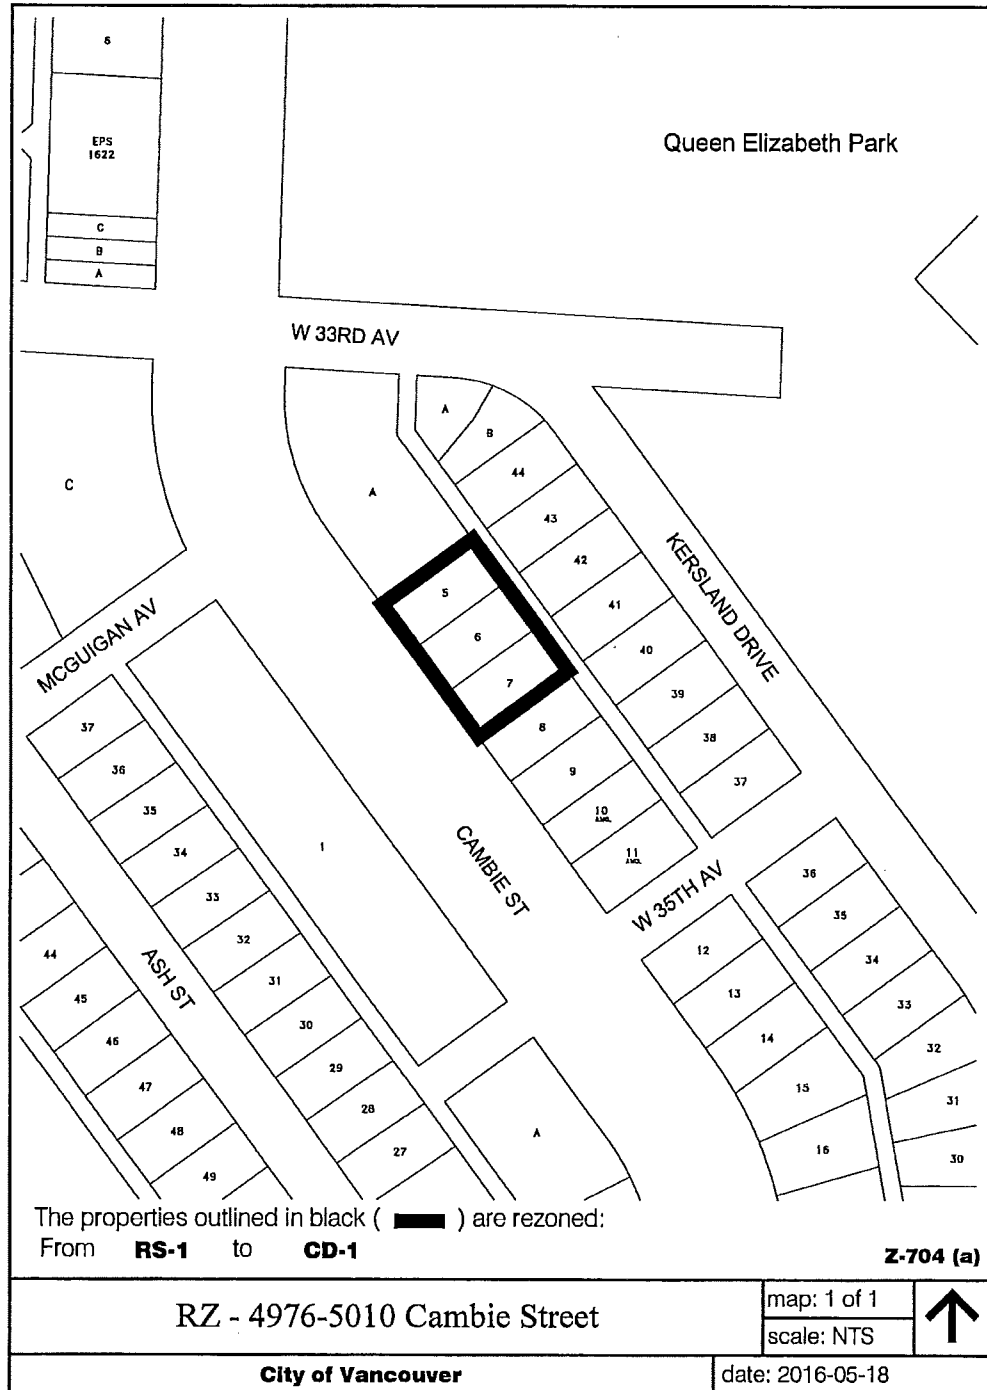 6
EPS
1622
C
B
A
Queen Elizabeth Park
W 33RD AV
A
B
44
43
42
41
40
39
38
37
KERSLAND DRIVE
C
A
5
6
7
8
9
10
AMD.
11
AMD.
MCGUIGAN AV
37
36
35
34
33
32
31
30
29
28
27
1
CAMBIE ST
W 35TH AV
36
35
34
33
32
31
30
12
13
14
15
16
ASH ST
44
45
46
47
48
49
A
The properties outlined in black ( ) are rezoned:
From RS-1 to CD-1
Z-704 (a)
RZ - 4976-5010 Cambie Street
map: 1 of 1
scale: NTS
City of Vancouver
date: 2016-05-18